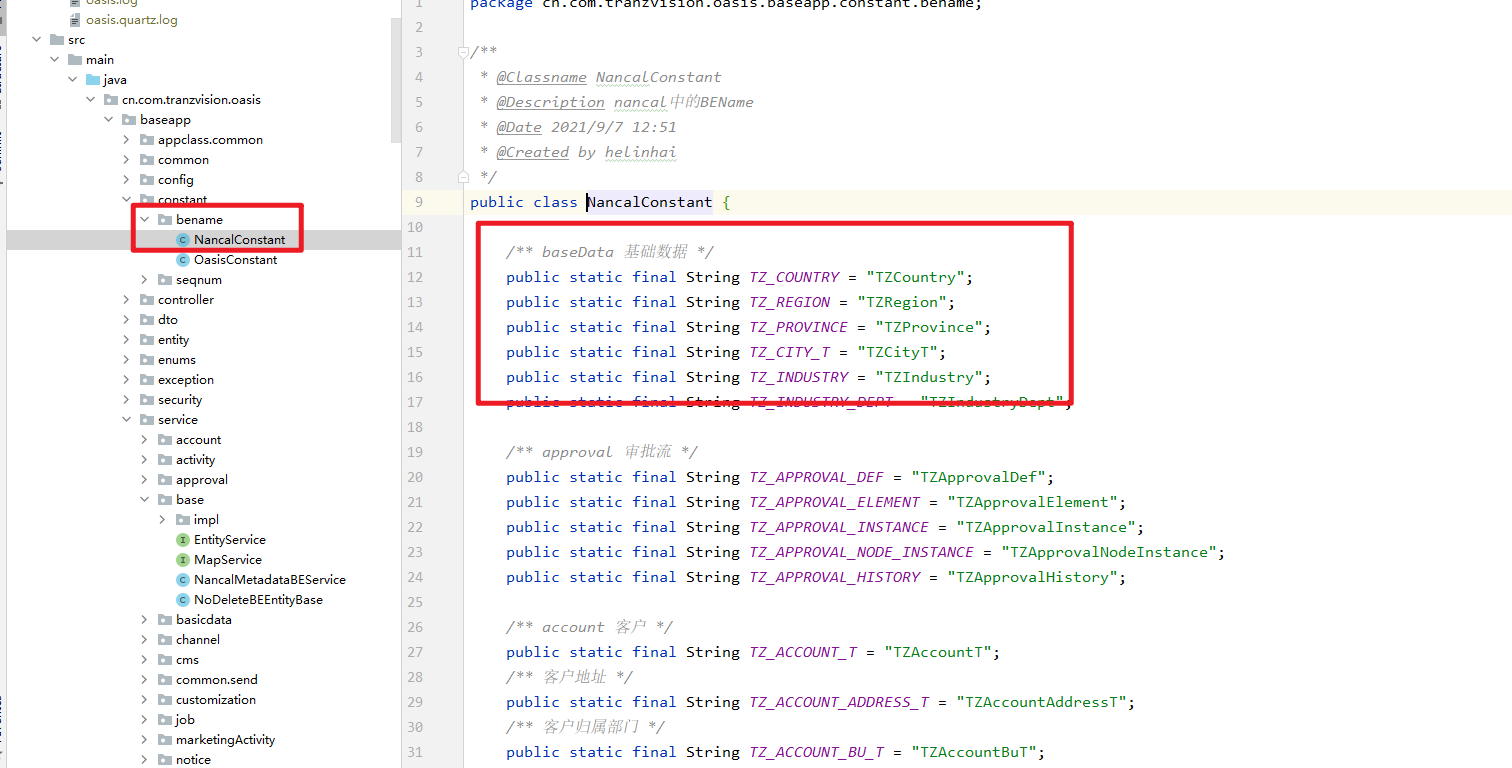 oasis.log
oasis.quartz.log
src
main
java
cn.com.tranzvision.oasis
baseapp
appclass.common
common
config
constant
bename
NancalConstant
OasisConstant
seqnum
controller
dto
entity
enums
exception
security
service
account
activity
approval
base
impl
EntityService
MapService
NancalMetadataBEService
NoDeleteBEEntityBase
basicdata
channel
cms
common.send
customization
job
marketingActivity
notice
1 package cn.com.tranzvision.oasis.baseapp.constant.bename;
2
3 /**
4 * @Classname NancalConstant
5 * @Description nancal中的BEName
6 * @Date 2021/9/7 12:51
7 * @Created by helinhai
8 */
9 public class NancalConstant {
10
11 /** baseData 基础数据 */
12 public static final String TZ_COUNTRY = "TZCountry";
13 public static final String TZ_REGION = "TZRegion";
14 public static final String TZ_PROVINCE = "TZProvince";
15 public static final String TZ_CITY_T = "TZCityT";
16 public static final String TZ_INDUSTRY = "TZIndustry";
17 public static final String TZ_INDUSTRY_DEPT = "TZIndustryDept";
18
19 /** approval 审批流 */
20 public static final String TZ_APPROVAL_DEF = "TZApprovalDef";
21 public static final String TZ_APPROVAL_ELEMENT = "TZApprovalElement";
22 public static final String TZ_APPROVAL_INSTANCE = "TZApprovalInstance";
23 public static final String TZ_APPROVAL_NODE_INSTANCE = "TZApprovalNodeInstance";
24 public static final String TZ_APPROVAL_HISTORY = "TZApprovalHistory";
25
26 /** account 客户 */
27 public static final String TZ_ACCOUNT_T = "TZAccountT";
28 /** 客户地址 */
29 public static final String TZ_ACCOUNT_ADDRESS_T = "TZAccountAddressT";
30 /** 客户归属部门 */
31 public static final String TZ_ACCOUNT_BU_T = "TZAccountBuT";